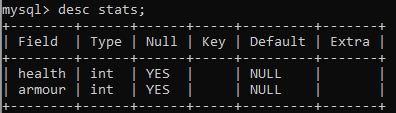 mysql> desc stats;
+--------+------+------+-----+---------+-------+
| Field  | Type | Null | Key | Default | Extra |
+--------+------+------+-----+---------+-------+
| health | int  | YES  |     | NULL    |       |
| armour | int  | YES  |     | NULL    |       |
+--------+------+------+-----+---------+-------+